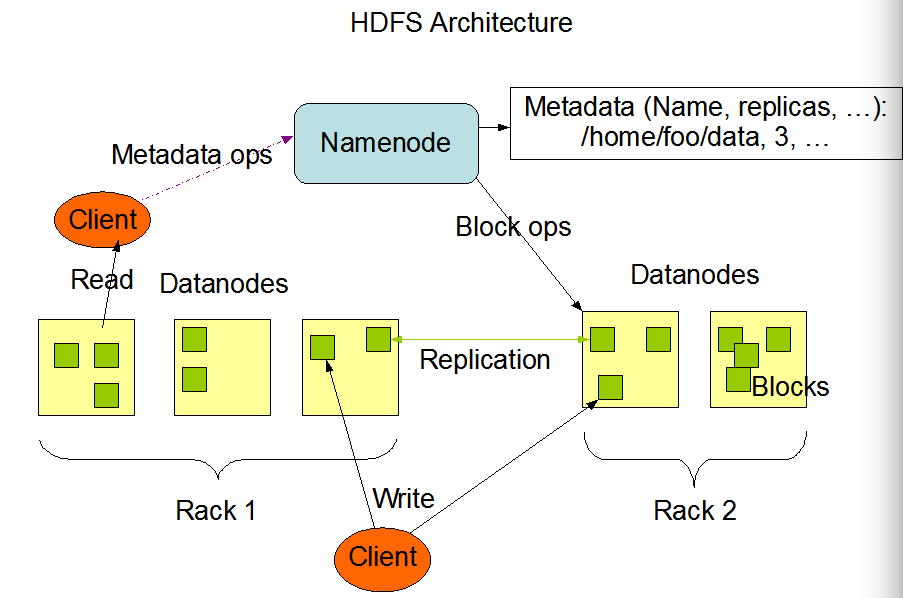 HDFS Architecture
Metadata (Name, replicas, ...):
/home/foo/data, 3, ...
Namenode
Metadata ops
Client
Block ops
Read
Datanodes
Datanodes
Replication
Blocks
Rack 1
Write
Rack 2
Client